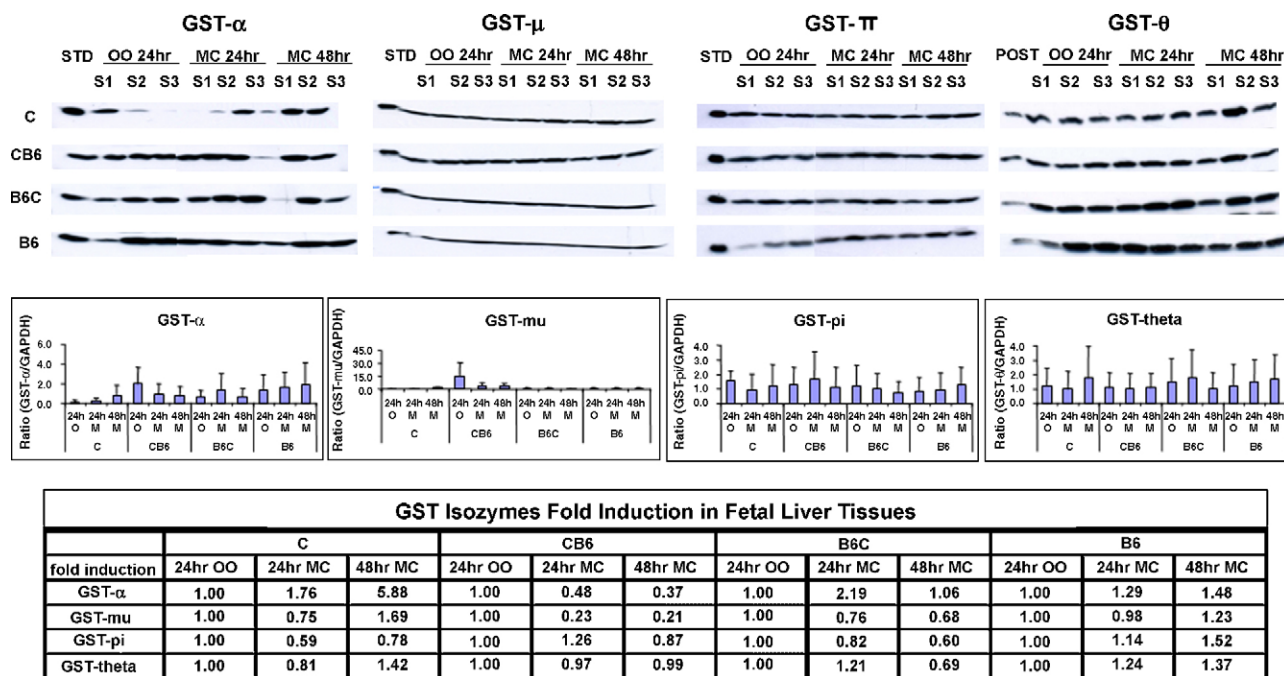 GST-α GST-μ GST-π GST-θ
STD OO 24hr MC 24hr MC 48hr STD OO 24hr MC 24hr MC 48hr STD OO 24hr MC 24hr MC 48hr POST OO 24hr MC 24hr MC 48hr
S1 S2 S3 S1 S2 S3 S1 S2 S3 S1 S2 S3 S1 S2 S3 S1 S2 S3 S1 S2 S3 S1 S2 S3 S1 S2 S3 S1 S2 S3 S1 S2 S3 S1 S2 S3
C
CB6
B6C
B6
GST-α
Ratio (GST-α/GAPDH)
6.0
4.0
2.0
0.0
24h 24h 48h 24h 24h 48h 24h 24h 48h 24h 24h 48h
O M M O M M O M M O M M
C CB6 B6C B6
GST-mu
Ratio (GST-mu/GAPDH)
45.0
30.0
15.0
0.0
24h 24h 48h 24h 24h 48h 24h 24h 48h 24h 24h 48h
O M M O M M O M M O M M
C CB6 B6C B6
GST-pi
Ratio (GST-pi/GAPDH)
4.0
3.0
2.0
1.0
0.0
24h 24h 48h 24h 24h 48h 24h 24h 48h 24h 24h 48h
O M M O M M O M M O M M
C CB6 B6C B6
GST-theta
Ratio (GST-θ/GAPDH)
4.0
3.0
2.0
1.0
0.0
24h 24h 48h 24h 24h 48h 24h 24h 48h 24h 24h 48h
O M M O M M O M M O M M
C CB6 B6C B6
GST Isozymes Fold Induction in Fetal Liver Tissues
C CB6 B6C B6
fold induction 24hr OO 24hr MC 48hr MC 24hr OO 24hr MC 48hr MC 24hr OO 24hr MC 48hr MC 24hr OO 24hr MC 48hr MC
GST-α 1.00 1.76 5.88 1.00 0.48 0.37 1.00 2.19 1.06 1.00 1.29 1.48
GST-mu 1.00 0.75 1.69 1.00 0.23 0.21 1.00 0.76 0.68 1.00 0.98 1.23
GST-pi 1.00 0.59 0.78 1.00 1.26 0.87 1.00 0.82 0.60 1.00 1.14 1.52
GST-theta 1.00 0.81 1.42 1.00 0.97 0.99 1.00 1.21 0.69 1.00 1.24 1.37